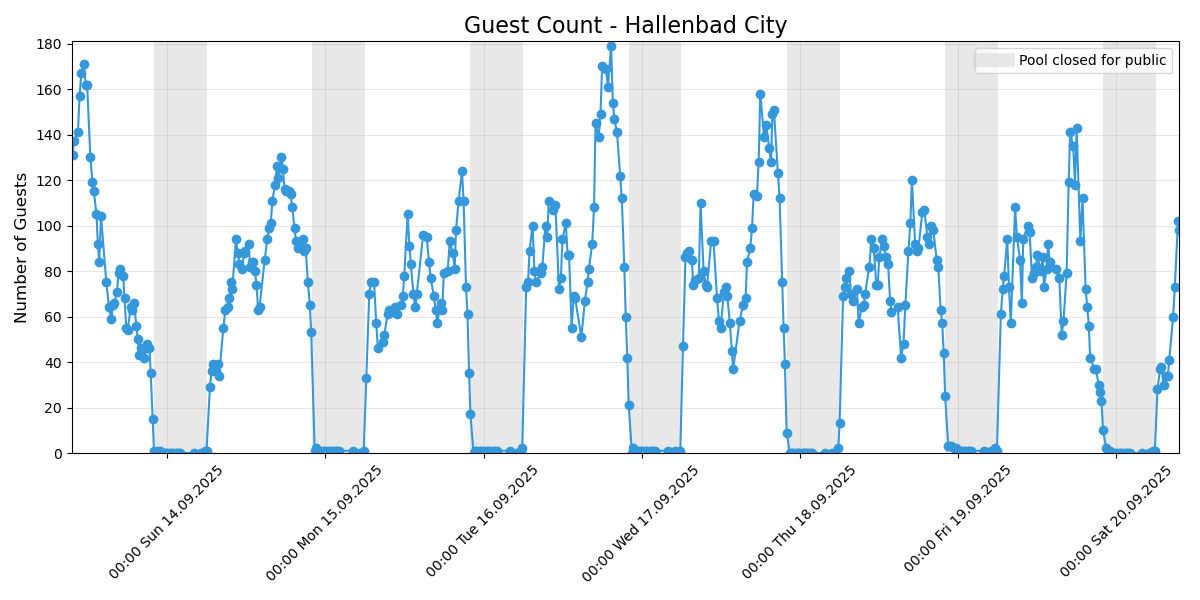 Guest Count - Hallenbad City
Pool closed for public
Number of Guests
180
160
140
120
100
80
60
40
20
0
00:00 Sun 14.09.2025
00:00 Mon 15.09.2025
00:00 Tue 16.09.2025
00:00 Wed 17.09.2025
00:00 Thu 18.09.2025
00:00 Fri 19.09.2025
00:00 Sat 20.09.2025